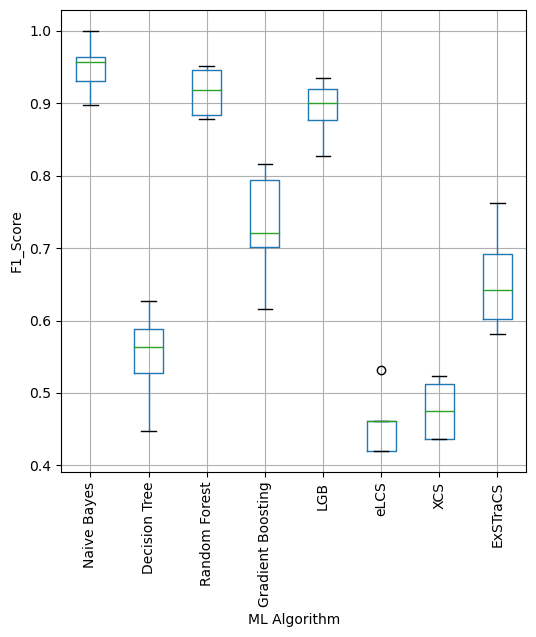 F1_Score
1.0
0.9
0.8
0.7
0.6
0.5
0.4
Naive Bayes
Decision Tree
Random Forest
Gradient Boosting
LGB
eLCS
XCS
ExSTraCS
ML Algorithm